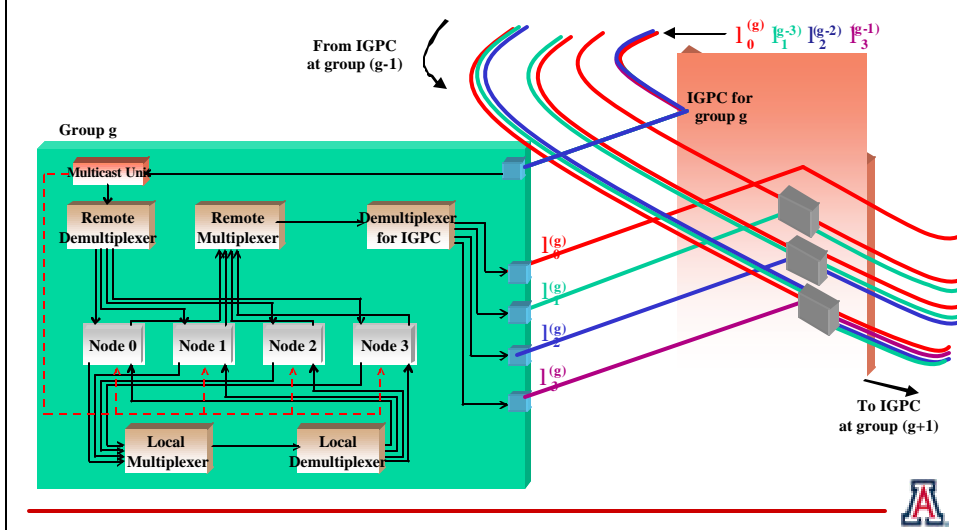 From IGPC
at group (g-1)
l₀⁽ᵍ⁾ l₁⁽ᵍ⁻³⁾ l₂⁽ᵍ⁻²⁾ l₃⁽ᵍ⁻¹⁾
IGPC for
group g
Group g
Multicast Unit
Remote
Demultiplexer
Remote
Multiplexer
Demultiplexer
for IGPC
l₀⁽ᵍ⁾
l₁⁽ᵍ⁾
l₂⁽ᵍ⁾
l₃⁽ᵍ⁾
Node 0
Node 1
Node 2
Node 3
Local
Multiplexer
Local
Demultiplexer
To IGPC
at group (g+1)
A